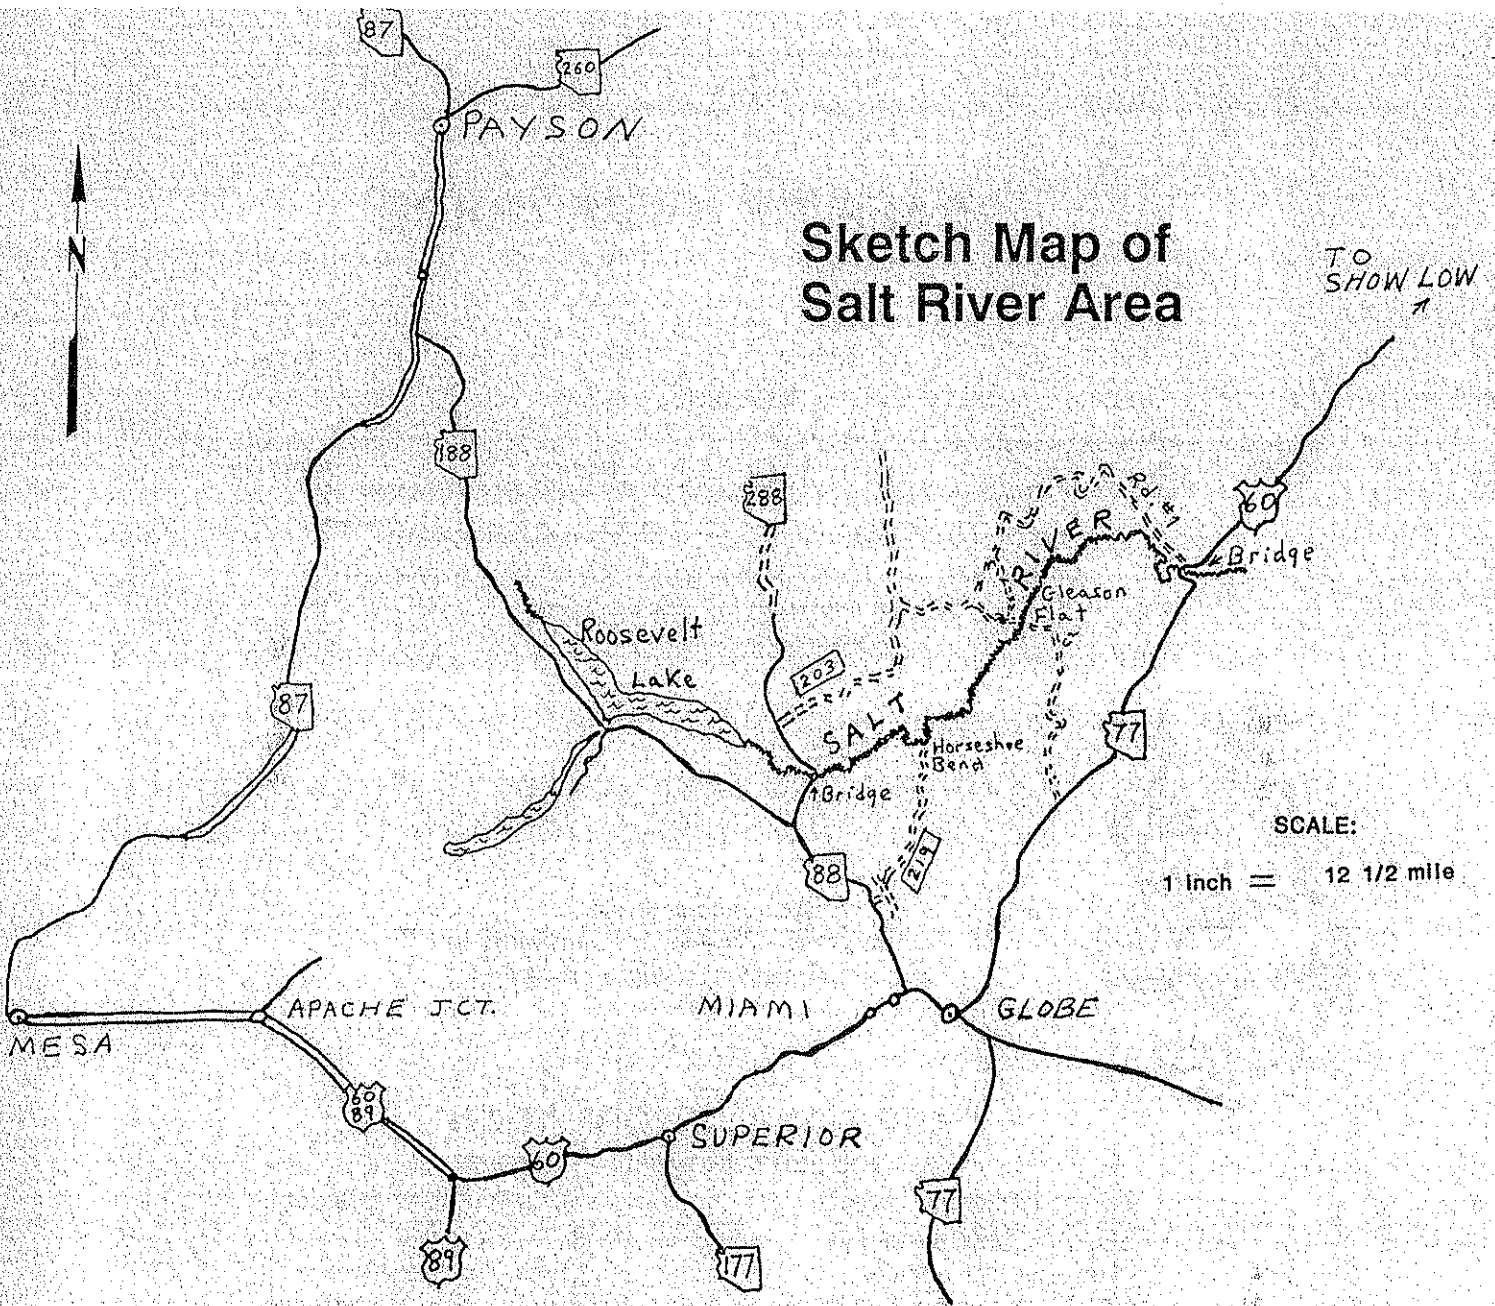 87
260
PAYSON
N
Sketch Map of
Salt River Area
TO
SHOW LOW
188
288
Rd. #1
60
RIVER
Bridge
Gleason
Flat
Roosevelt
Lake
203
87
SALT
77
Horseshoe
Bend
Bridge
SCALE:
1 inch = 12 1/2 mile
219
88
APACHE JCT.
MIAMI
GLOBE
MESA
60
89
SUPERIOR
60
77
89
177